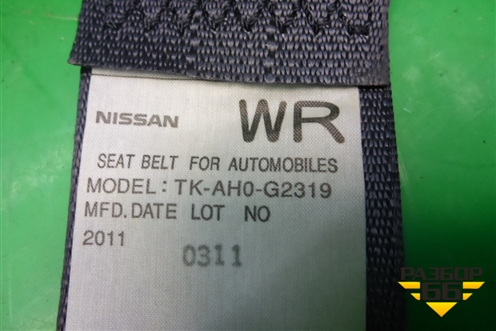 NISSAN WR
SEAT BELT FOR AUTOMOBILES
MODEL: TK-AH0-G2319
MFD.DATE LOT NO
2011
0311
РАЗБОР
66